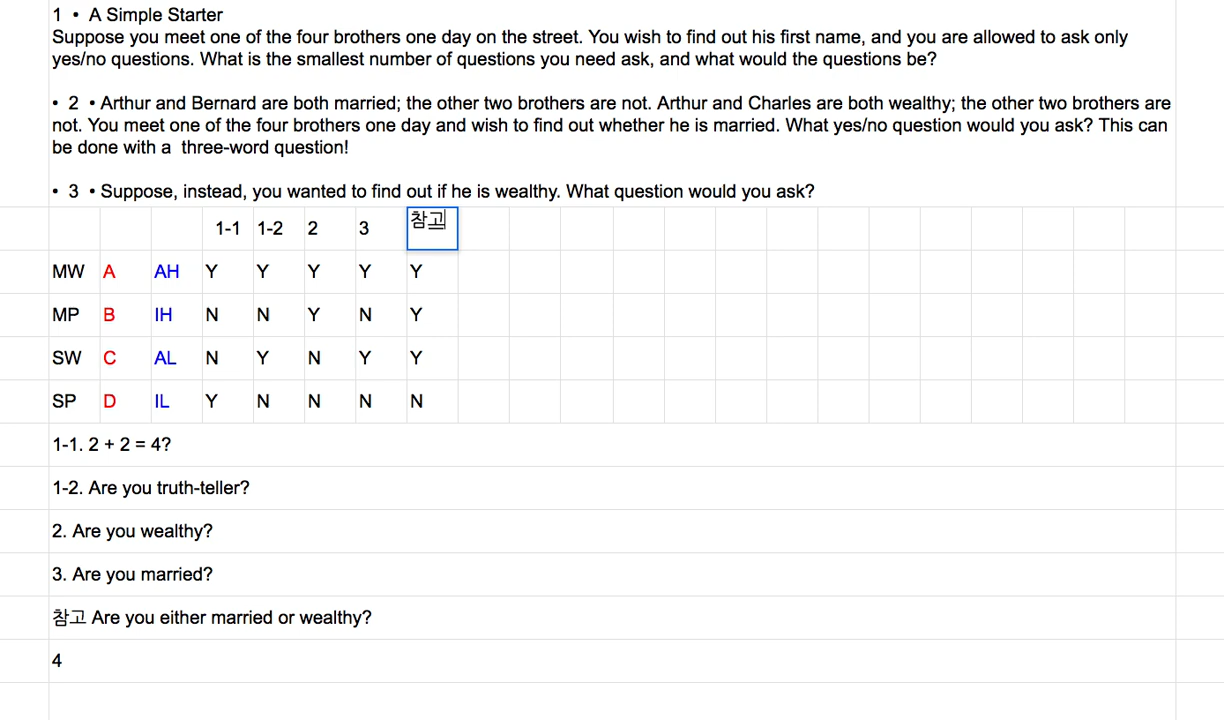 1 • A Simple Starter
Suppose you meet one of the four brothers one day on the street. You wish to find out his first name, and you are allowed to ask only
yes/no questions. What is the smallest number of questions you need ask, and what would the questions be?
• 2 • Arthur and Bernard are both married; the other two brothers are not. Arthur and Charles are both wealthy; the other two brothers are
not. You meet one of the four brothers one day and wish to find out whether he is married. What yes/no question would you ask? This can
be done with a three-word question!
• 3 • Suppose, instead, you wanted to find out if he is wealthy. What question would you ask?
1-1 1-2 2 3 참고
MW A AH Y Y Y Y Y
MP B IH N N Y N Y
SW C AL N Y N Y Y
SP D IL Y N N N N
1-1. 2 + 2 = 4?
1-2. Are you truth-teller?
2. Are you wealthy?
3. Are you married?
참고 Are you either married or wealthy?
4